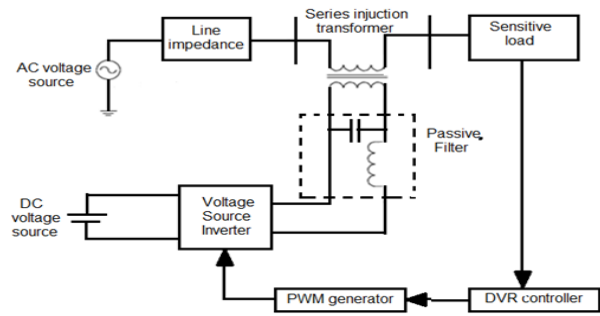 Series injuction
transformer
Line
impedance
Sensitive
load
AC voltage
source
Passive
Filter
DC
voltage
source
Voltage
Source
Inverter
PWM generator
DVR controller